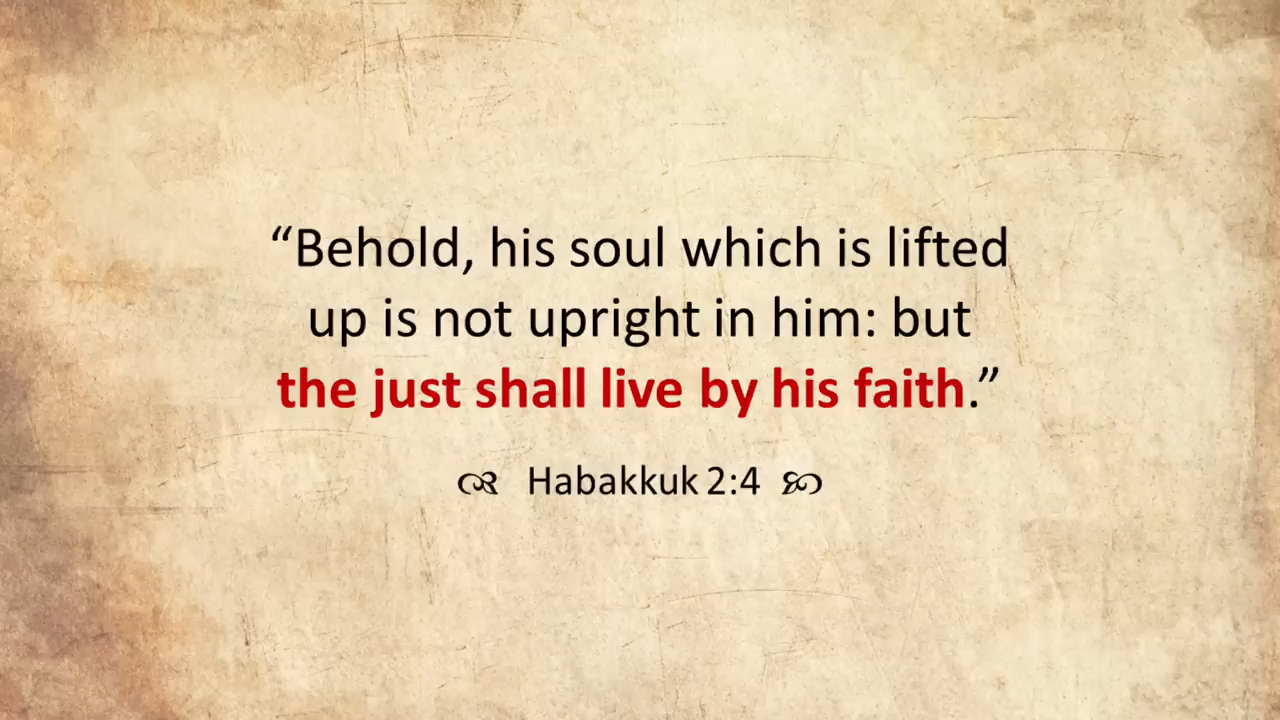 “Behold, his soul which is lifted
up is not upright in him: but
the just shall live by his faith.”
Habakkuk 2:4